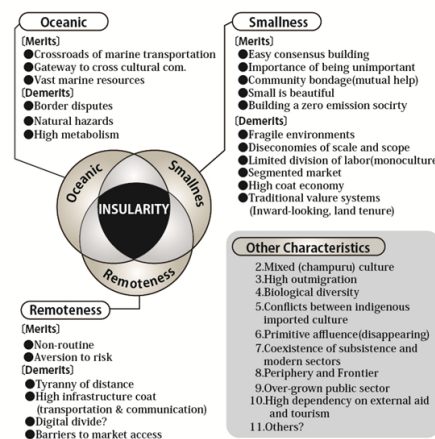 Oceanic
[Merits]
●Crossroads of marine transportation
●Gateway to cross cultural com.
●Vast marine resources
[Demerits]
●Border disputes
●Natural hazards
●High metabolism
Smallness
[Merits]
●Easy consensus building
●Importance of being unimportant
●Community bondage(mutual help)
●Small is beautiful
●Building a zero emission socirty
[Demerits]
●Fragile environments
●Diseconomies of scale and scope
●Limited division of labor(monoculture
●Segmented market
●High coat economy
●Traditional valure systems
(Inward-looking, land tenure)
Oceanic
Smallnes
INSULARITY
Remoteness
Remoteness
[Merits]
●Non-routine
●Aversion to risk
[Demerits]
●Tyranny of distance
●High infrastructure coat
(transportation & communication)
●Digital divide?
●Barriers to market access
Other Characteristics
2.Mixed (champuru) culture
3.High outmigration
4.Biological diversity
5.Conflicts between indigenous
imported culture
6.Primitive affluence(disappearing)
7.Coexistence of subsistence and
modern sectors
8.Periphery and Frontier
9.Over-grown public sector
10.High dependency on external aid
and tourism
11.Others?